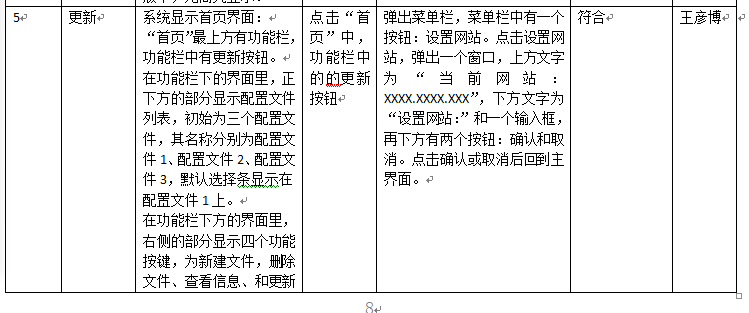 5
更新
系统显示首页界面：
“首页”最上方有功能栏，
功能栏中有更新按钮。
在功能栏下的界面里，正
下方的部分显示配置文件
列表，初始为三个配置文
件，其名称分别为配置文
件 1、配置文件 2、配置文
件 3，默认选择条显示在
配置文件 1 上。
在功能栏下方的界面里，
右侧的部分显示四个功能
按键，为新建文件，删除
文件、查看信息、和更新
点击“首
页”中，
功能栏中
的的更新
按钮
弹出菜单栏，菜单栏中有一个
按钮：设置网站。点击设置网
站，弹出一个窗口，上方文字
为“当前网站：
XXXX.XXXX.XXX”，下方文字为
“设置网站：”和一个输入框，
再下方有两个按钮：确认和取
消。点击确认或取消后回到主
界面。
符合
王彦博
8